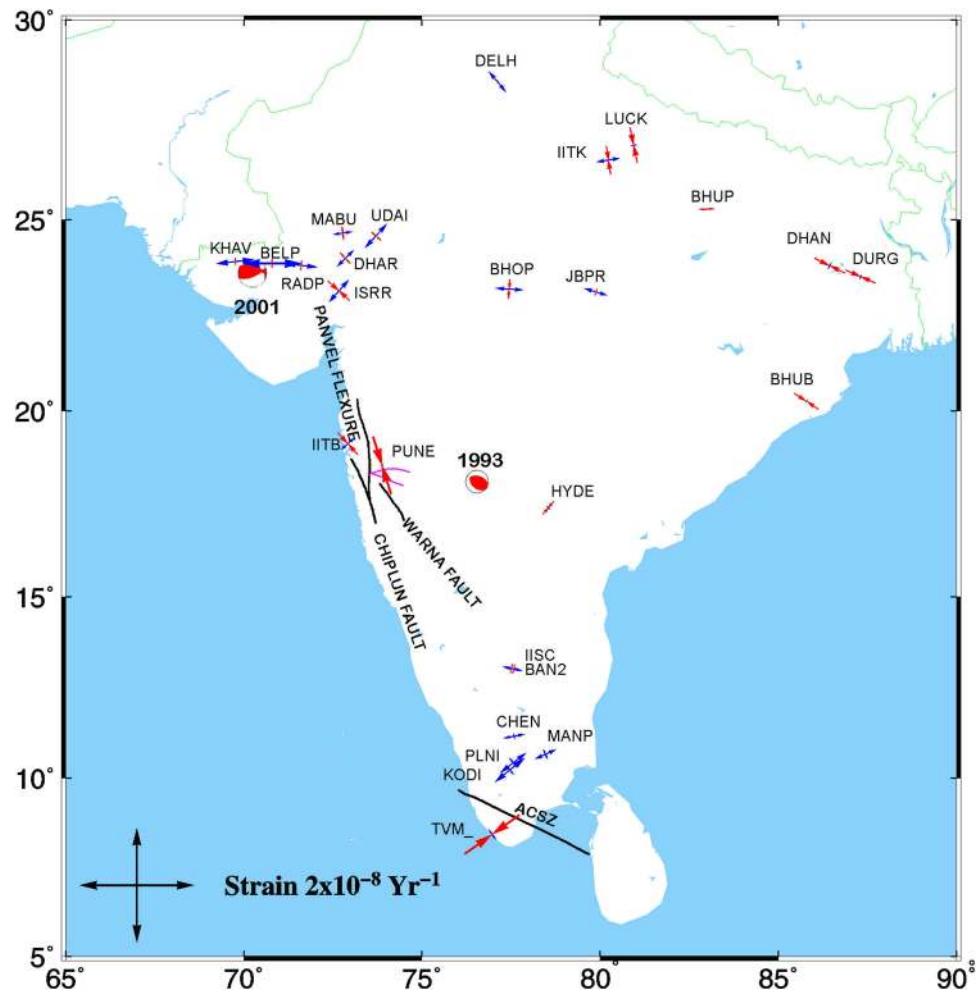 30°
25°
20°
15°
10°
5°
65°
70°
75°
80°
85°
90°
DELH
LUCK
IITK
BHUP
MABU UDAI
KHAV BELP
DHAR
RADP
ISRR
2001
BHOP
JBPR
DHAN
DURG
BHUB
PANVEL FLEXURE
IITB
PUNE
1993
HYDE
WARNA FAULT
CHIPLUN FAULT
IISC
BAN2
CHEN
MANP
PLNI
KODI
ACSZ
TVM_
Strain 2x10⁻⁸ Yr⁻¹